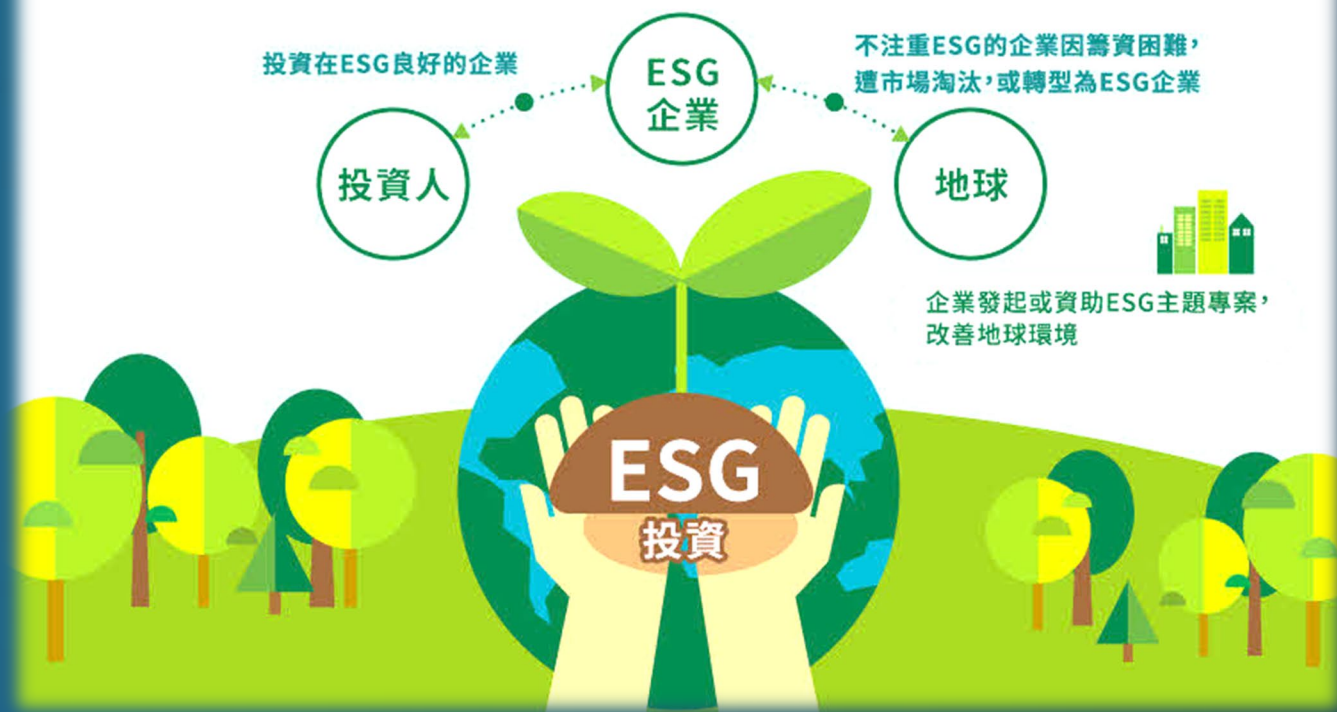 投資在ESG良好的企業
ESG
企業
不注重ESG的企業因籌資困難，
遭市場淘汰，或轉型為ESG企業
投資人
地球
企業發起或資助ESG主題專案，
改善地球環境
ESG
投資